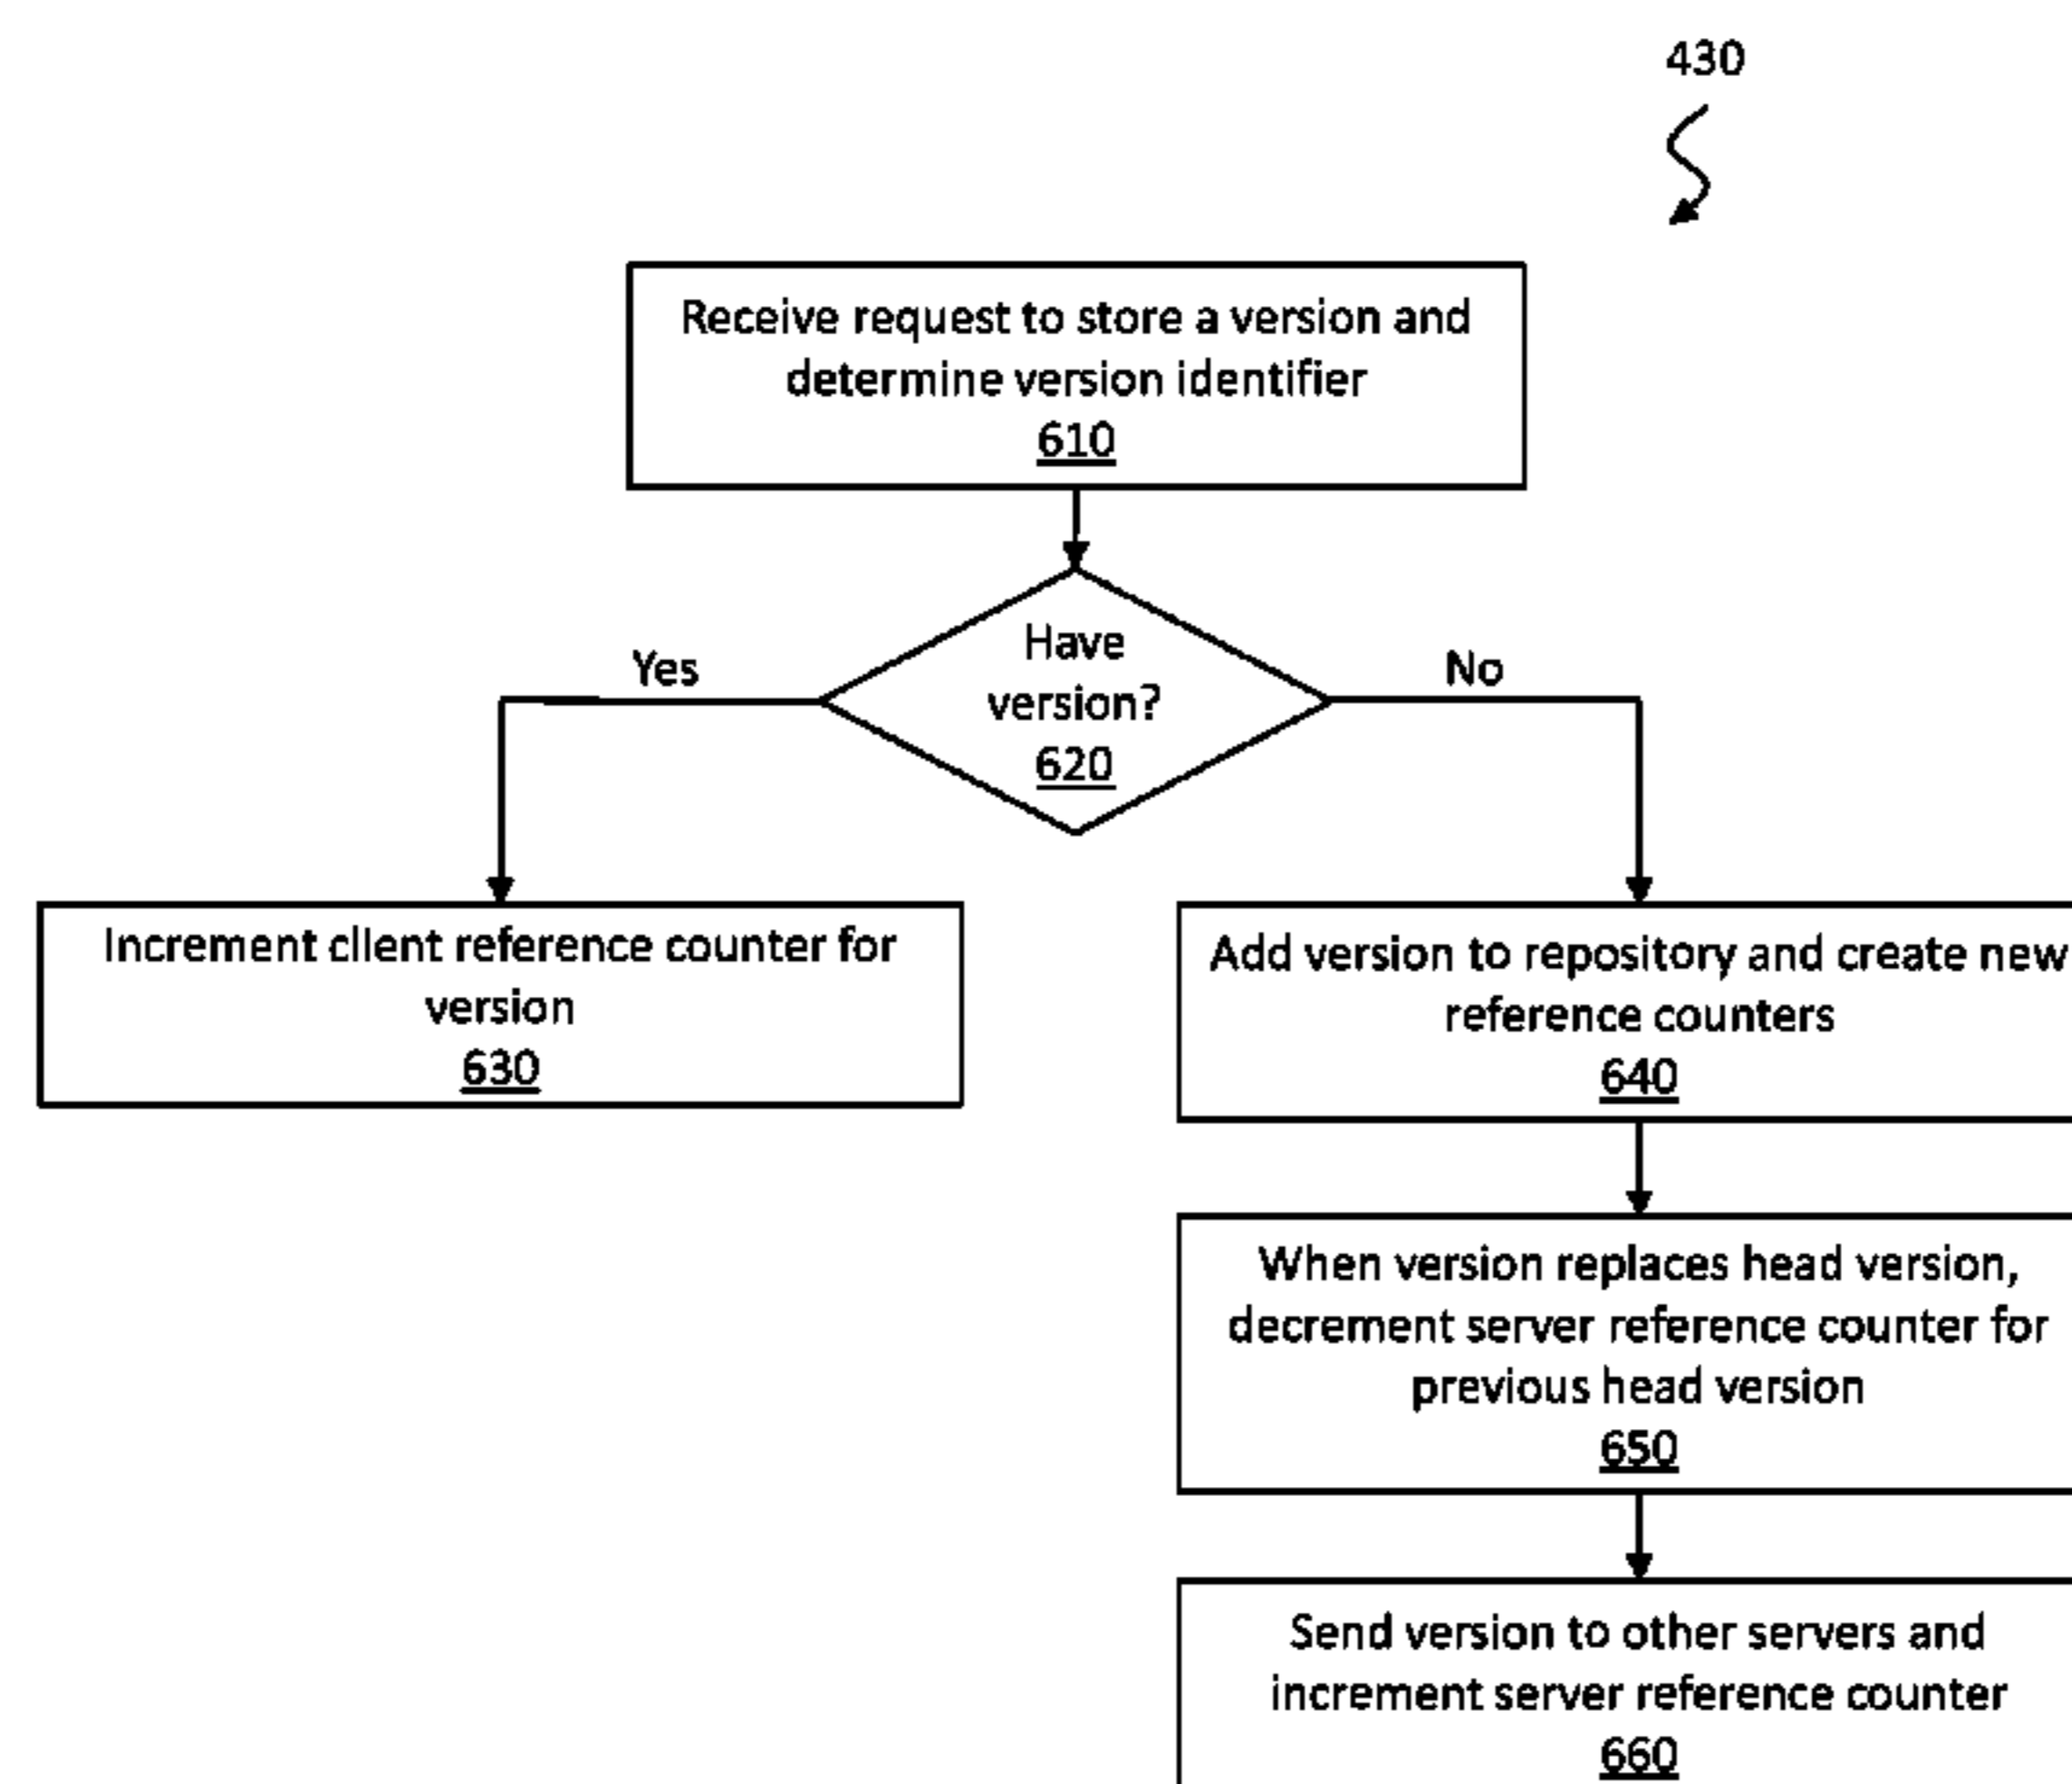 430
Receive request to store a version and
determine version identifier
610
Have
version?
620
Yes
No
Increment client reference counter for
version
630
Add version to repository and create new
reference counters
640
When version replaces head version,
decrement server reference counter for
previous head version
650
Send version to other servers and
increment server reference counter
660